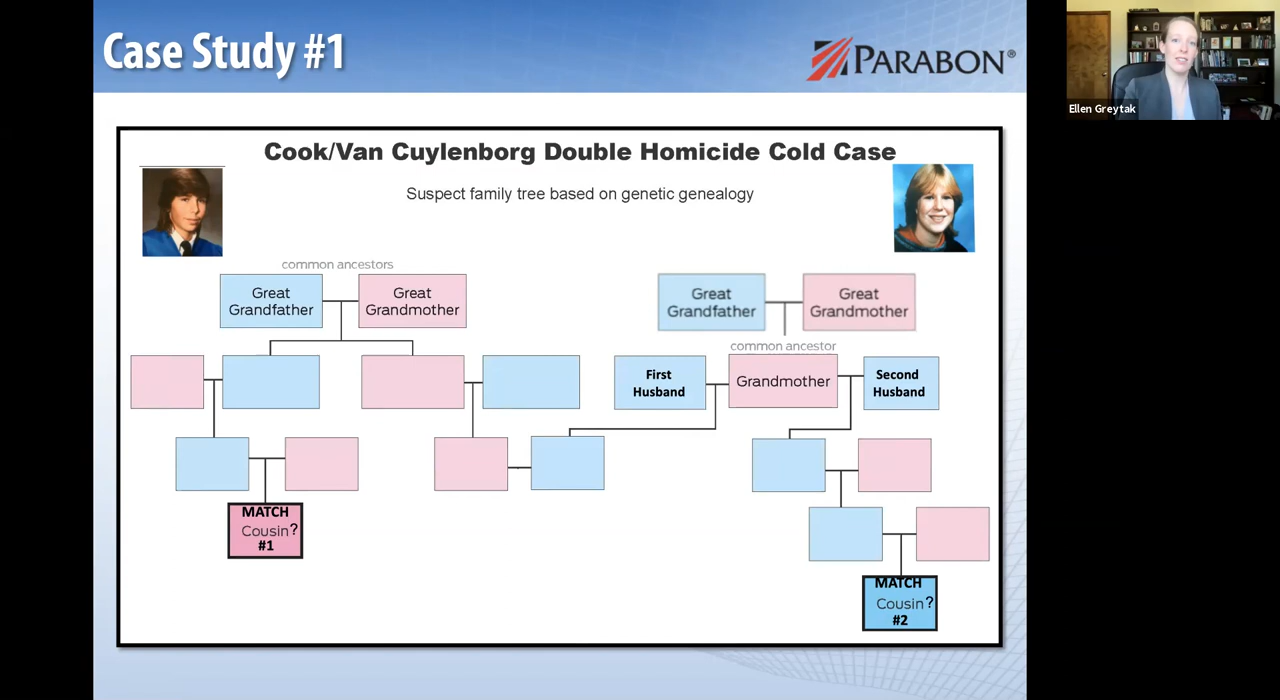 Case Study #1
PARABON®
Ellen Greytak
Cook/Van Cuylenborg Double Homicide Cold Case
Suspect family tree based on genetic genealogy
common ancestors
Great
Grandfather
Great
Grandmother
Great
Grandfather
Great
Grandmother
common ancestor
First
Husband
Grandmother
Second
Husband
MATCH
Cousin?
#1
MATCH
Cousin?
#2